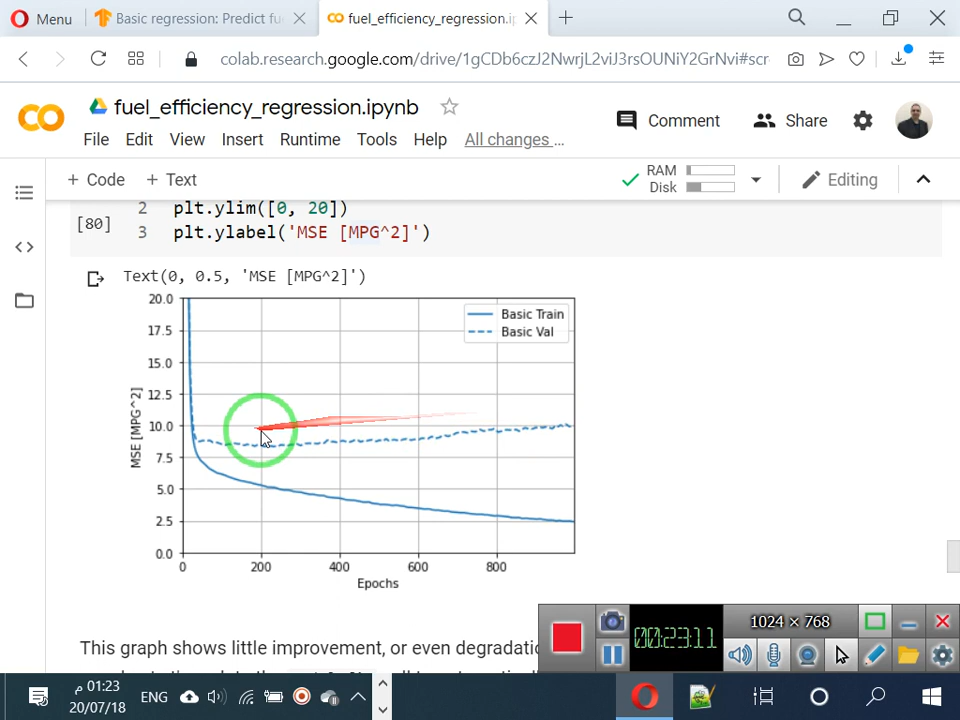 Menu
Basic regression: Predict fu
fuel_efficiency_regression.ip
colab.research.google.com/drive/1gCDb6czJ2NwrjL2viJ3rsOUNiY2GrNvi#scr
fuel_efficiency_regression.ipynb
Comment
Share
File Edit View Insert Runtime Tools Help All changes ...
+ Code + Text
RAM
Disk
Editing
2 plt.ylim([0, 20])
[80]
3 plt.ylabel('MSE [MPG^2]')
Text(0, 0.5, 'MSE [MPG^2]')
20.0
17.5
15.0
12.5
10.0
7.5
5.0
2.5
0.0
MSE [MPG^2]
Basic Train
Basic Val
0 200 400 600 800
Epochs
This graph shows little improvement, or even degradatio
1024 × 768
00:23:11
01:23 م
20/07/18
ENG